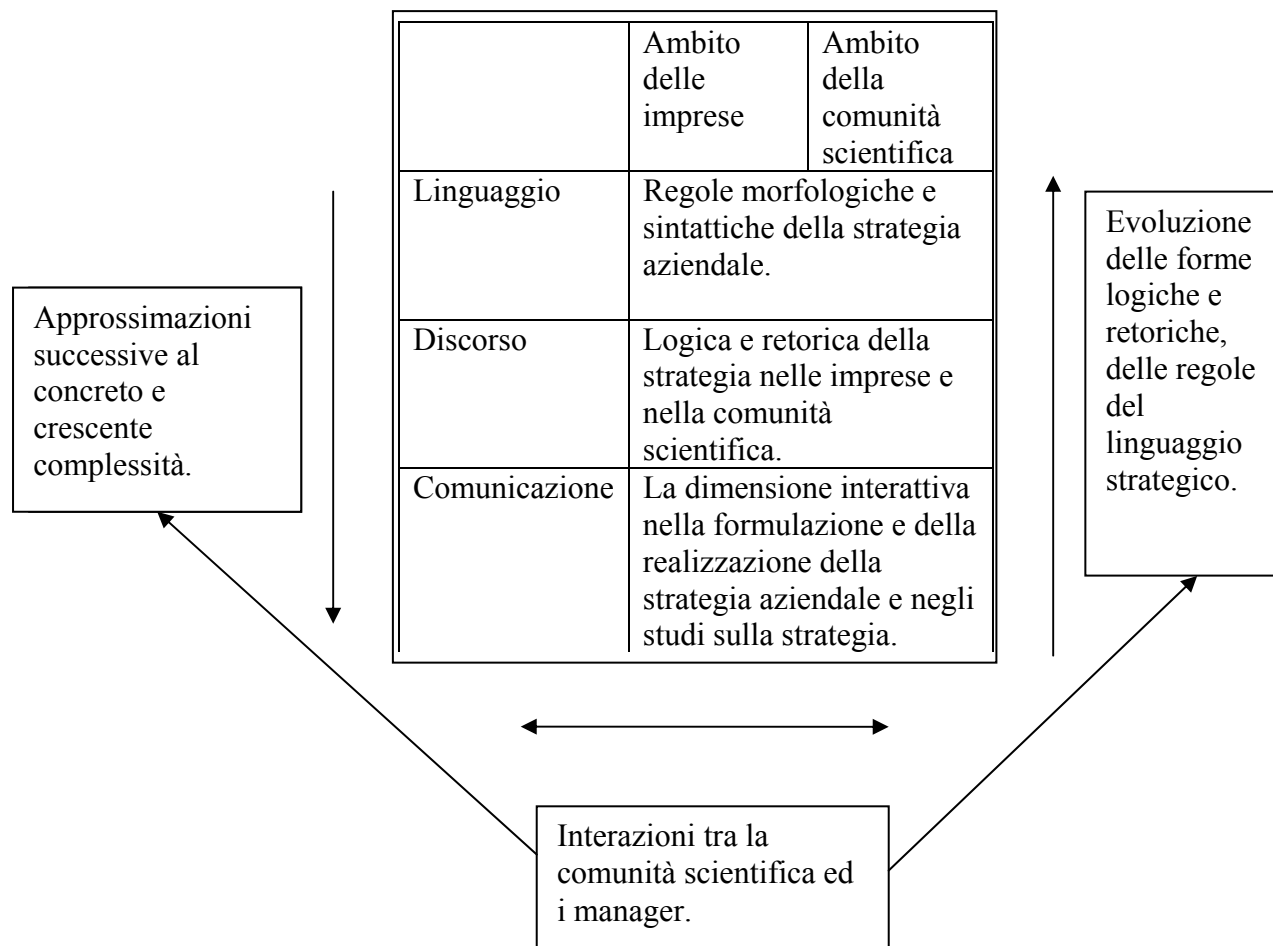 Ambito
delle
imprese
Ambito
della
comunità
scientifica
Linguaggio
Regole morfologiche e
sintattiche della strategia
aziendale.
Discorso
Logica e retorica della
strategia nelle imprese e
nella comunità
scientifica.
Comunicazione
La dimensione interattiva
nella formulazione e della
realizzazione della
strategia aziendale e negli
studi sulla strategia.
Approssimazioni
successive al
concreto e
crescente
complessità.
Evoluzione
delle forme
logiche e
retoriche,
delle regole
del
linguaggio
strategico.
Interazioni tra la
comunità scientifica ed
i manager.